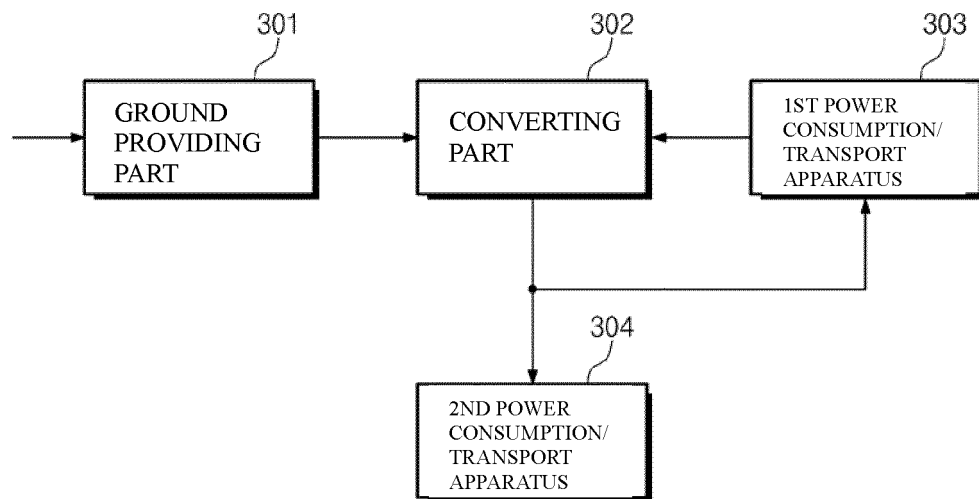 301
302
303
GROUND
PROVIDING
PART
CONVERTING
PART
1ST POWER
CONSUMPTION/
TRANSPORT
APPARATUS
304
2ND POWER
CONSUMPTION/
TRANSPORT
APPARATUS